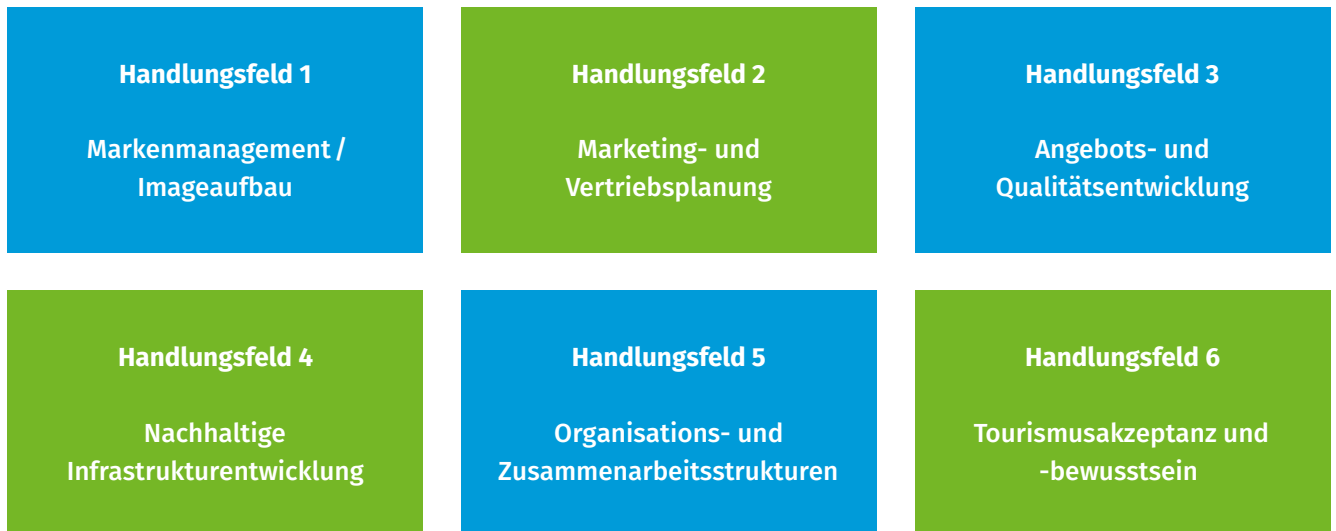 Handlungsfeld 1
Markenmanagement /
Imageaufbau
Handlungsfeld 2
Marketing- und
Vertriebsplanung
Handlungsfeld 3
Angebots- und
Qualitätsentwicklung
Handlungsfeld 4
Nachhaltige
Infrastrukturentwicklung
Handlungsfeld 5
Organisations- und
Zusammenarbeitsstrukturen
Handlungsfeld 6
Tourismusakzeptanz und
-bewusstsein